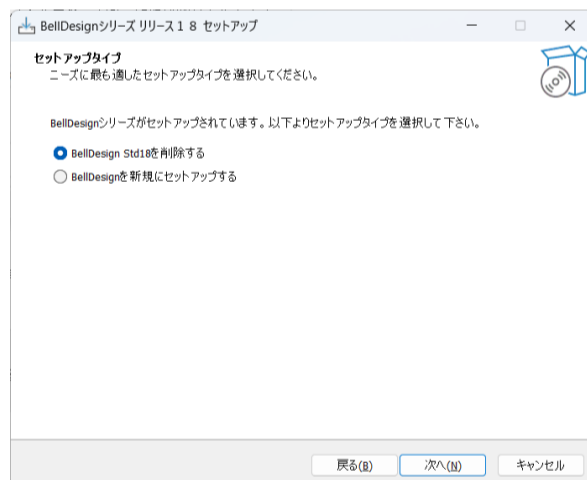 BellDesignシリーズ リリース１８ セットアップ
セットアップタイプ
ニーズに最も適したセットアップタイプを選択してください。
BellDesignシリーズがセットアップされています。以下よりセットアップタイプを選択して下さい。
BellDesign Std18を削除する
BellDesignを新規にセットアップする
戻る(B)
次へ(N)
キャンセル